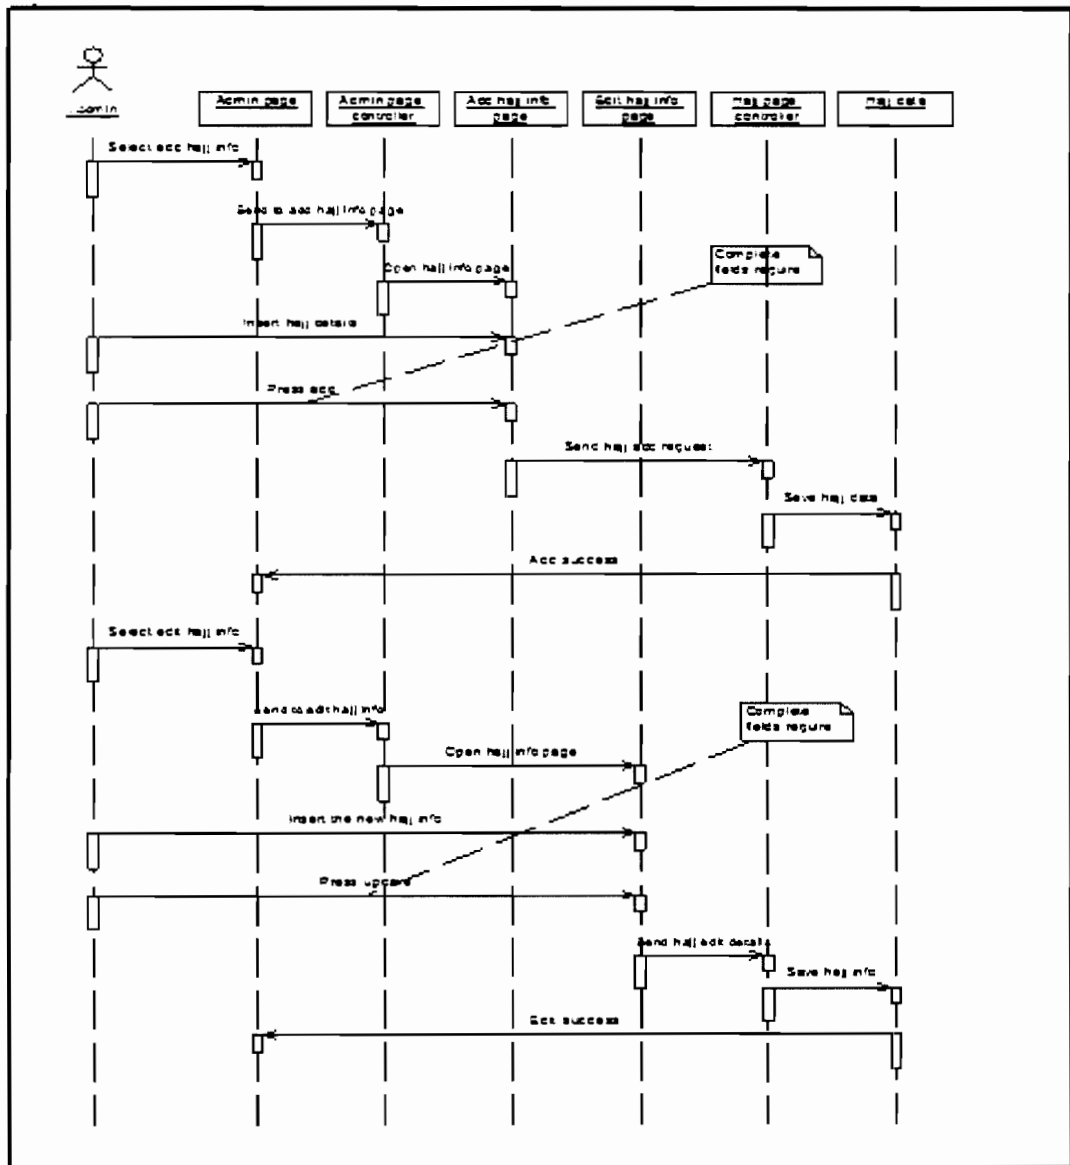 Admin
Admin page
Admin page
controller
Add hajj info
page
Edit hajj info
page
Hajj page
controller
Hajj data
Select add hajj info
Send to add hajj info page
Complete
fields require
Open hajj info page
Insert hajj details
Press add
Send hajj add request
Save hajj data
Add success
Select edit hajj info
Send to edit hajj info
Complete
fields require
Open hajj info page
Insert the new hajj info
Press update
Send hajj edit details
Save hajj info
Edit success